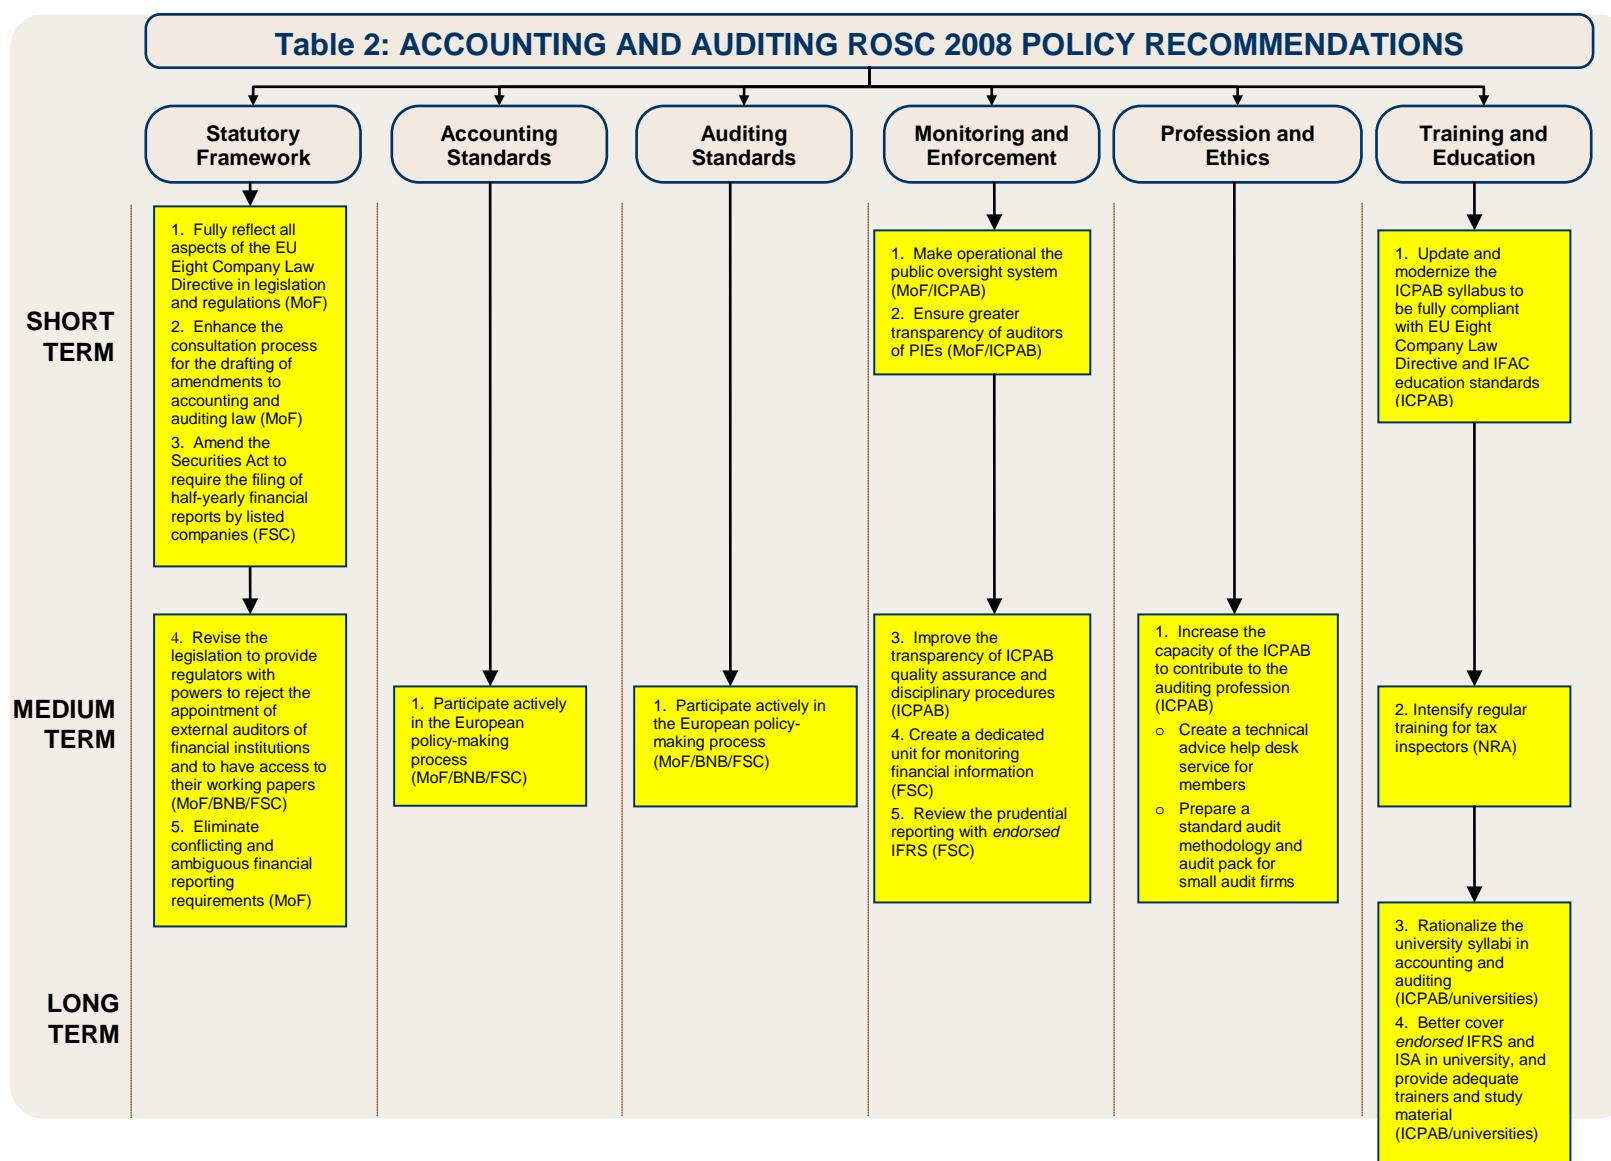 Table 2: ACCOUNTING AND AUDITING ROSC 2008 POLICY RECOMMENDATIONS
Statutory
Framework
Accounting
Standards
Auditing
Standards
Monitoring and
Enforcement
Profession and
Ethics
Training and
Education
SHORT
TERM
1. Fully reflect all
aspects of the EU
Eight Company Law
Directive in legislation
and regulations (MoF)
2. Enhance the
consultation process
for the drafting of
amendments to
accounting and
auditing law (MoF)
3. Amend the
Securities Act to
require the filing of
half-yearly financial
reports by listed
companies (FSC)
1. Make operational the
public oversight system
(MoF/ICPAB)
2. Ensure greater
transparency of auditors
of PIEs (MoF/ICPAB)
1. Update and
modernize the
ICPAB syllabus to
be fully compliant
with EU Eight
Company Law
Directive and IFAC
education standards
(ICPAB)
MEDIUM
TERM
4. Revise the
legislation to provide
regulators with
powers to reject the
appointment of
external auditors of
financial institutions
and to have access to
their working papers
(MoF/BNB/FSC)
5. Eliminate
conflicting and
ambiguous financial
reporting
requirements (MoF)
1. Participate actively
in the European
policy-making
process
(MoF/BNB/FSC)
1. Participate actively in
the European policy-
making process
(MoF/BNB/FSC)
3. Improve the
transparency of ICPAB
quality assurance and
disciplinary procedures
(ICPAB)
4. Create a dedicated
unit for monitoring
financial information
(FSC)
5. Review the prudential
reporting with endorsed
IFRS (FSC)
1. Increase the
capacity of the ICPAB
to contribute to the
auditing profession
(ICPAB)
o Create a technical
advice help desk
service for
members
o Prepare a
standard audit
methodology and
audit pack for
small audit firms
2. Intensify regular
training for tax
inspectors (NRA)
LONG
TERM
3. Rationalize the
university syllabi in
accounting and
auditing
(ICPAB/universities)
4. Better cover
endorsed IFRS and
ISA in university, and
provide adequate
trainers and study
material
(ICPAB/universities)